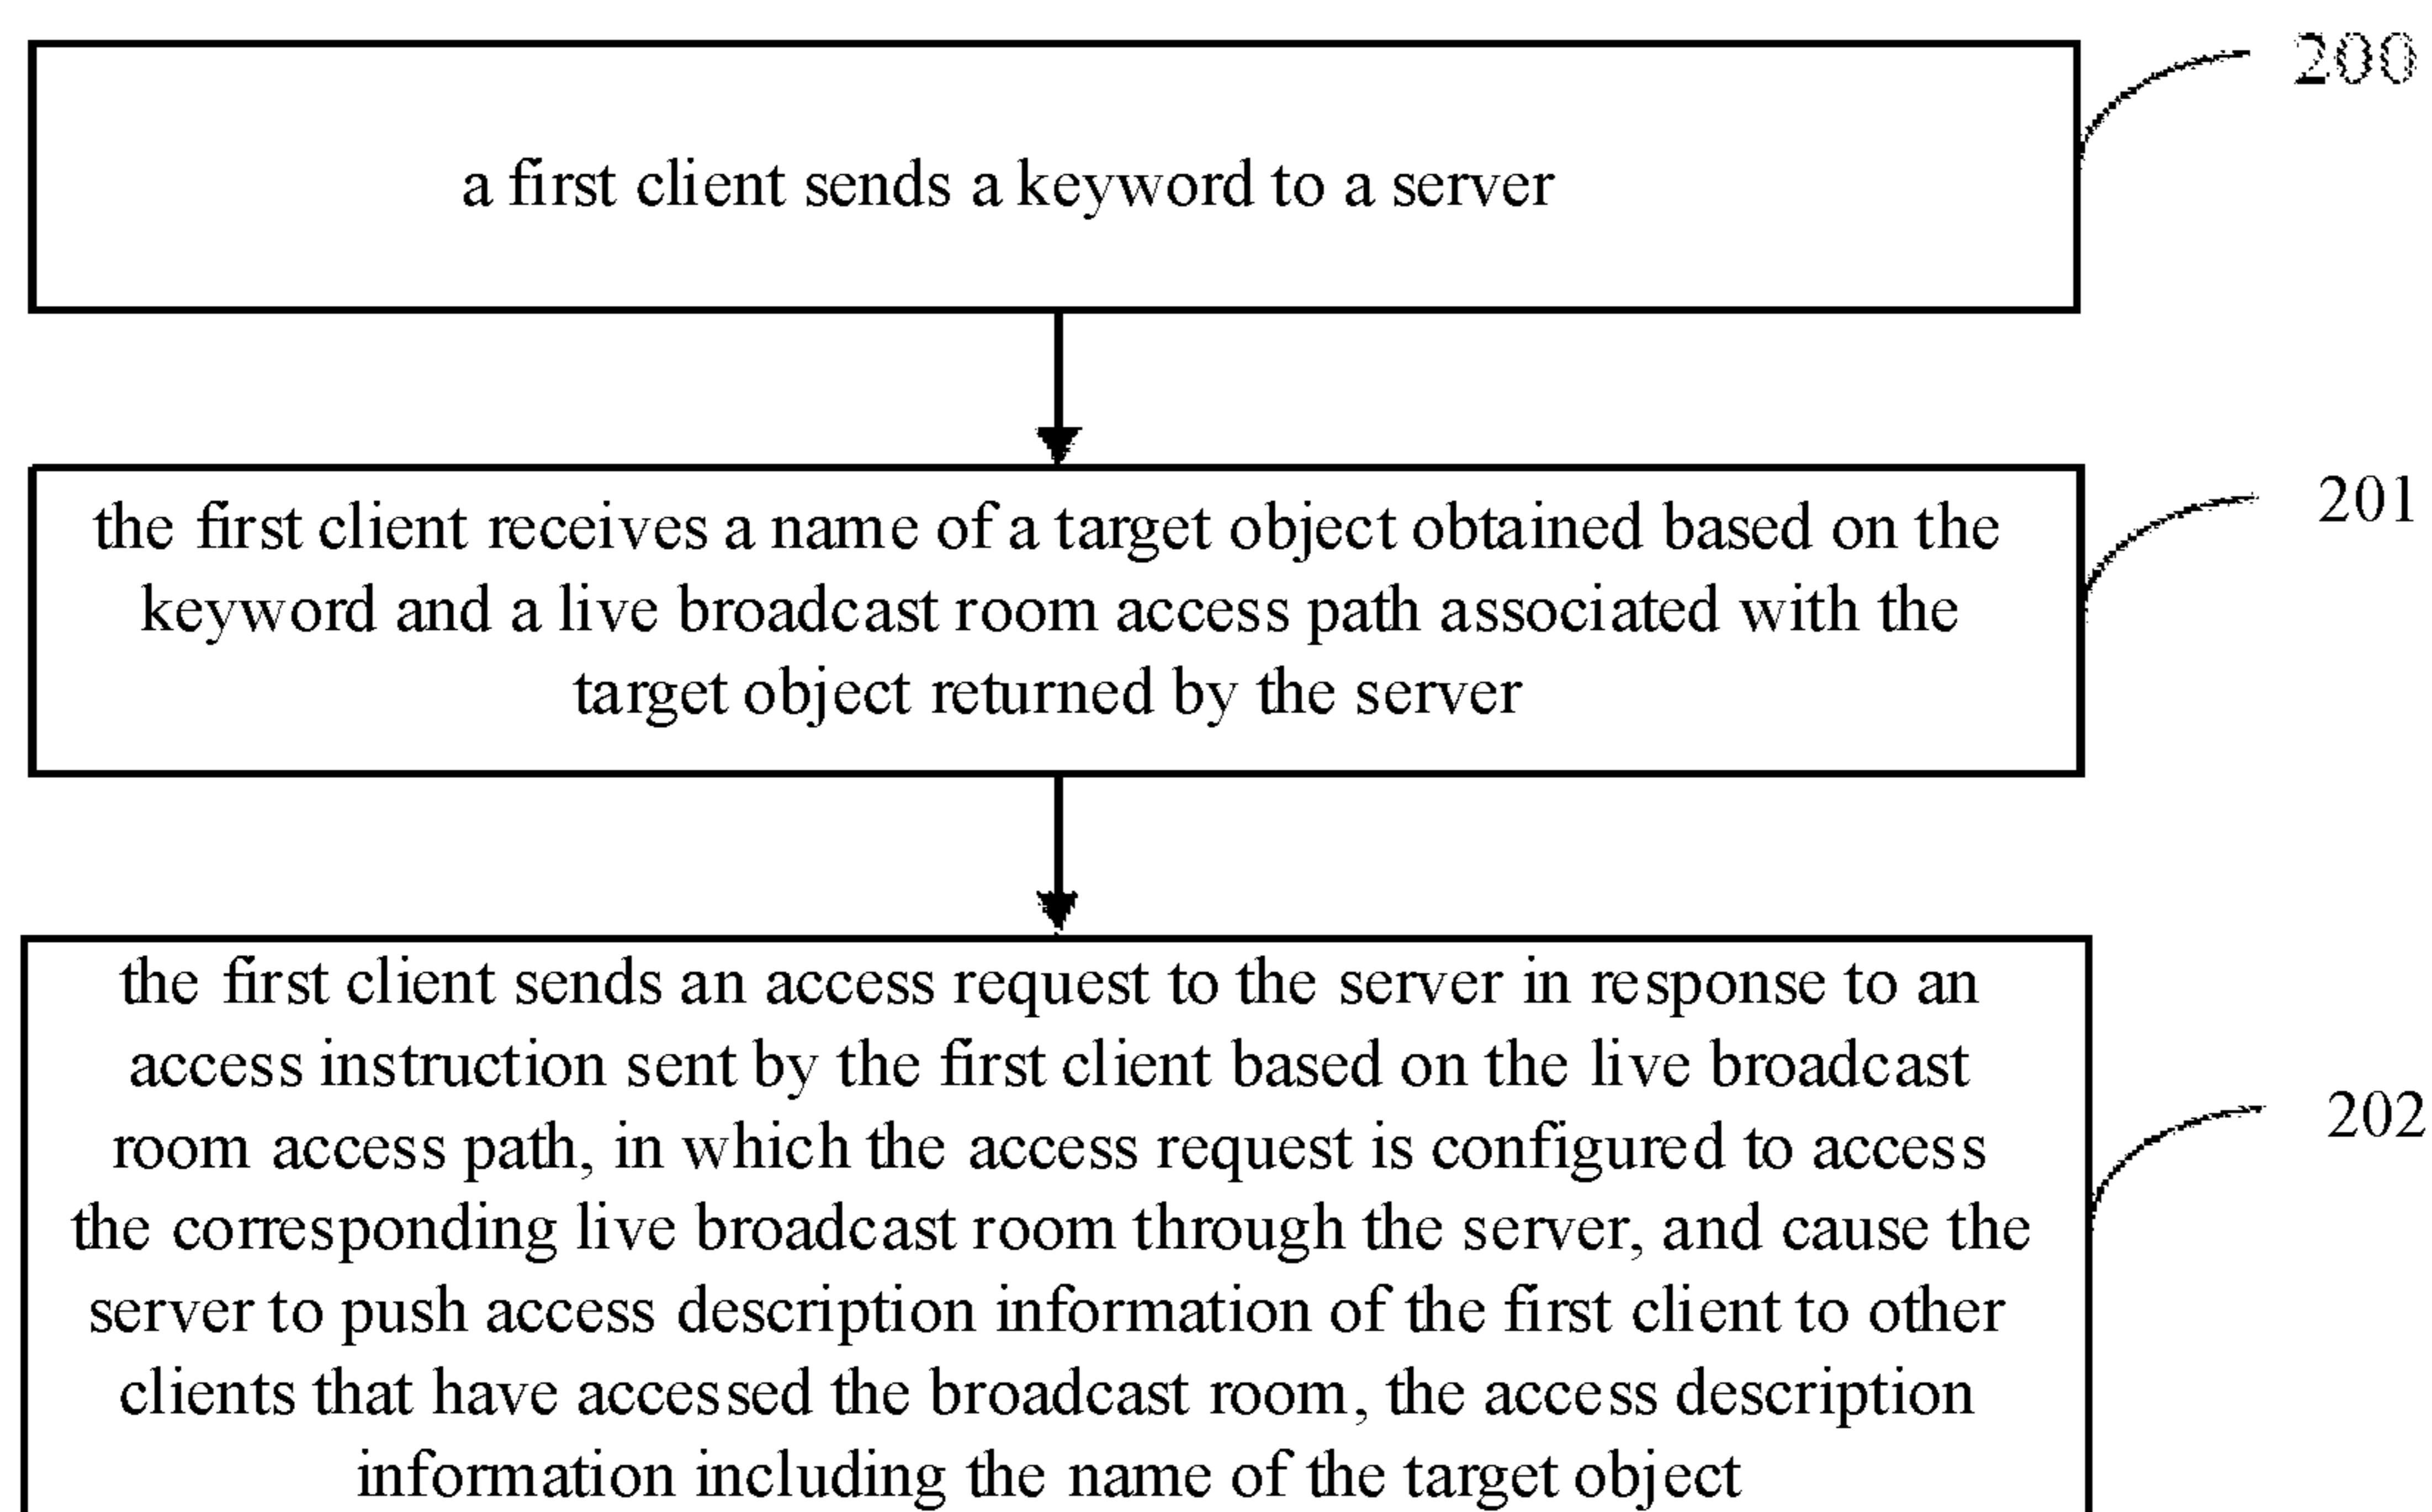 200
a first client sends a keyword to a server
the first client receives a name of a target object obtained based on the
keyword and a live broadcast room access path associated with the
target object returned by the server
201
the first client sends an access request to the server in response to an
access instruction sent by the first client based on the live broadcast
room access path, in which the access request is configured to access
the corresponding live broadcast room through the server, and cause the
server to push access description information of the first client to other
clients that have accessed the broadcast room, the access description
information including the name of the target object
202